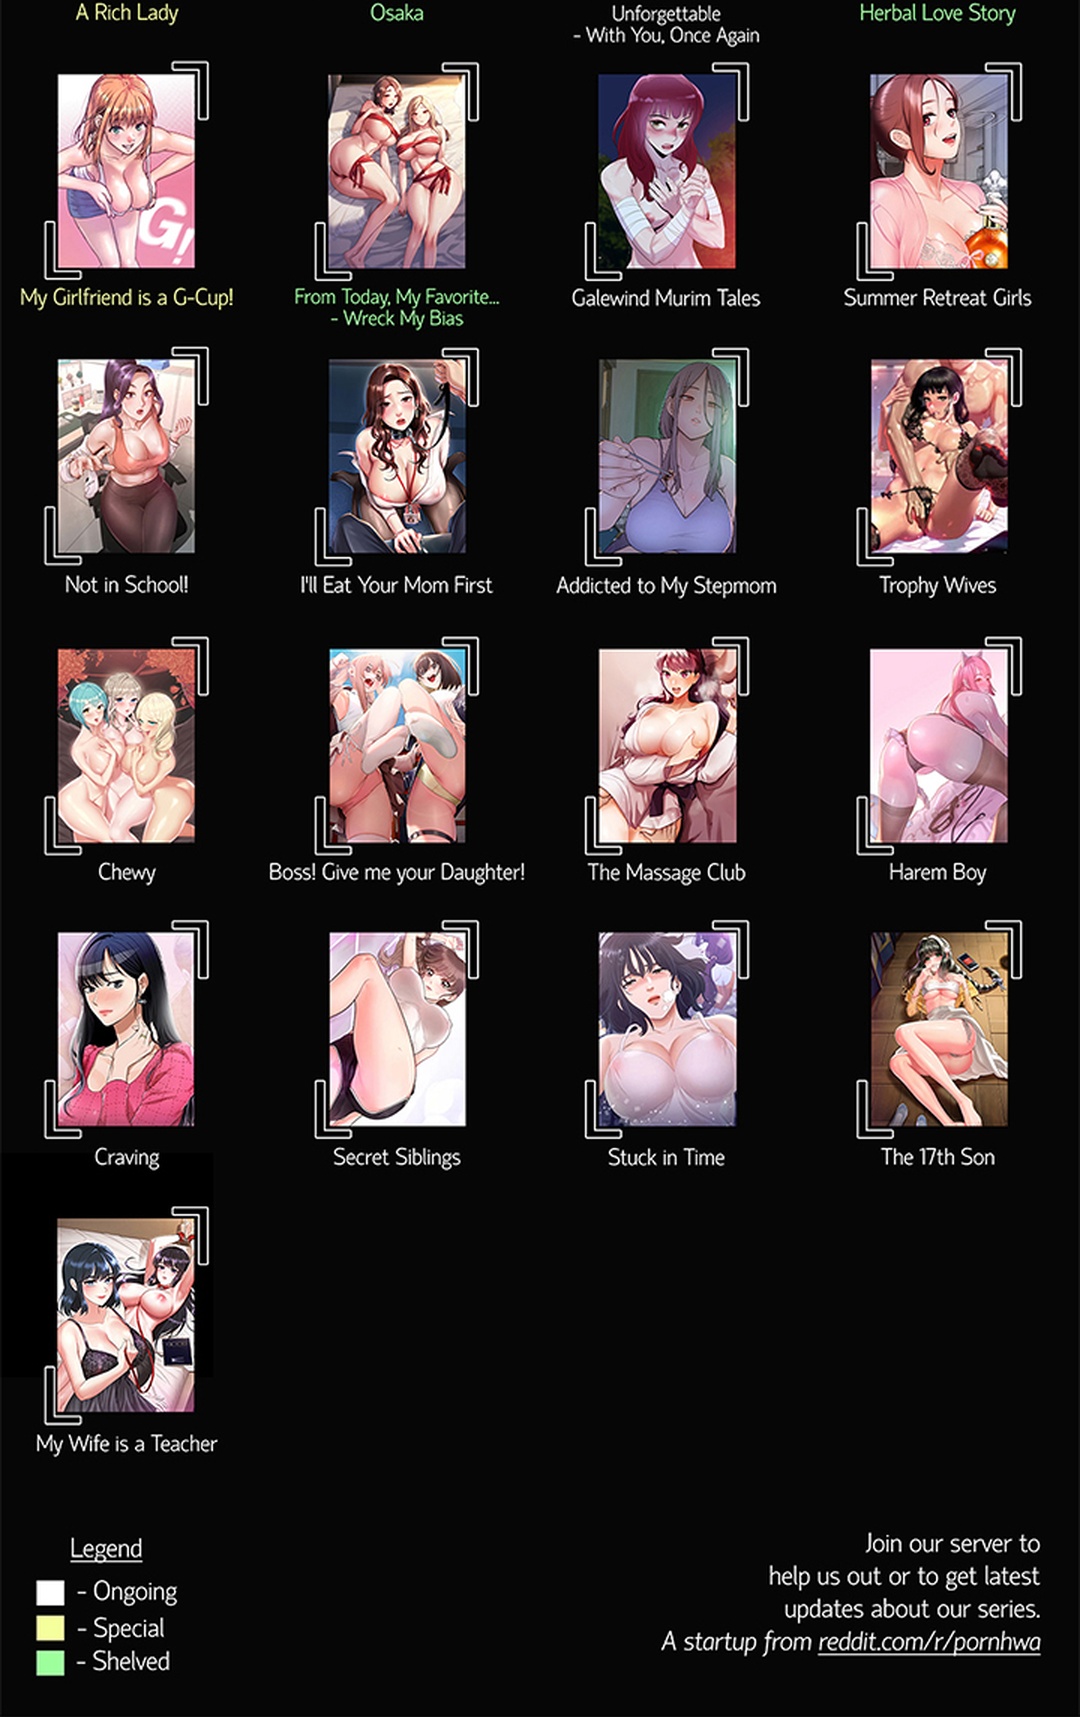 A Rich Lady
Osaka
Unforgettable
- With You, Once Again
Herbal Love Story
G!
My Girlfriend is a G-Cup!
From Today, My Favorite...
- Wreck My Bias
Galewind Murim Tales
Summer Retreat Girls
Not in School!
I'll Eat Your Mom First
Addicted to My Stepmom
Trophy Wives
Chewy
Boss! Give me your Daughter!
The Massage Club
Harem Boy
Craving
Secret Siblings
Stuck in Time
The 17th Son
My Wife is a Teacher
Legend
- Ongoing
- Special
- Shelved
Join our server to
help us out or to get latest
updates about our series.
A startup from reddit.com/r/pornhwa